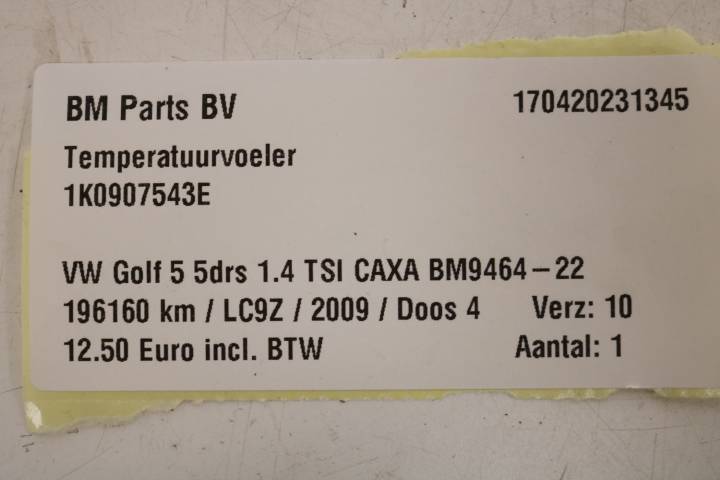 BM Parts BV 170420231345
Temperatuurvoeler
1K0907543E
VW Golf 5 5drs 1.4 TSI CAXA BM9464-22
196160 km / LC9Z / 2009 / Doos 4 Verz: 10
12.50 Euro incl. BTW Aantal: 1